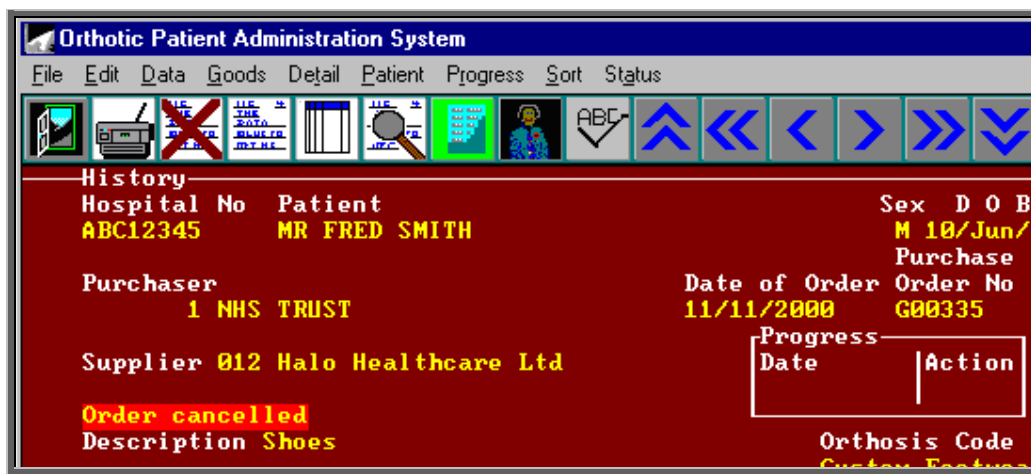 Orthotic Patient Administration System
File Edit Data Goods Detail Patient Progress Sort Status
ABC
History
Hospital No Patient Sex D O B
ABC12345 MR FRED SMITH M 10/Jun/
Purchase
Purchaser Date of Order Order No
1 NHS TRUST 11/11/2000 G00335
Progress
Supplier 012 Halo Healthcare Ltd Date Action
Order cancelled
Description Shoes Orthosis Code